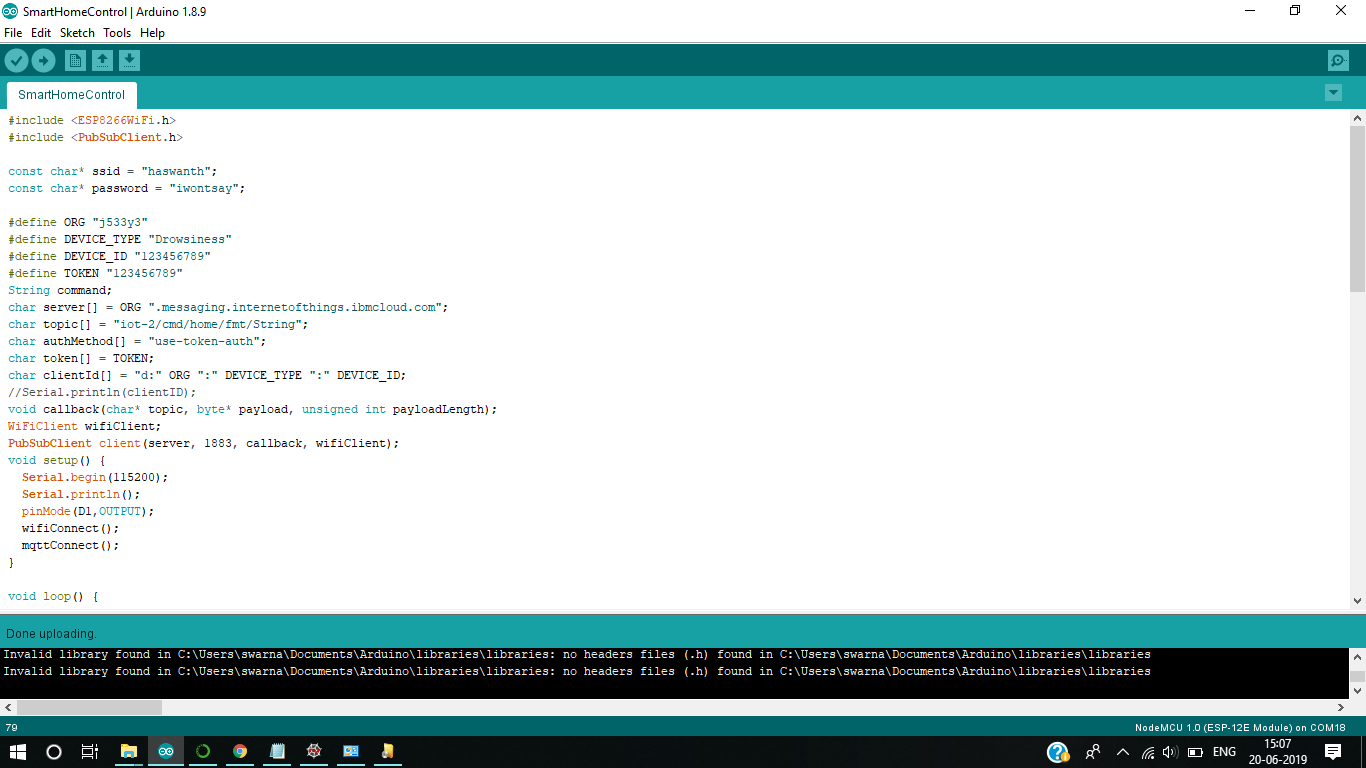 SmartHomeControl | Arduino 1.8.9
File Edit Sketch Tools Help
SmartHomeControl
#include <ESP8266WiFi.h>
#include <PubSubClient.h>
const char* ssid = "haswanth";
const char* password = "iwontsay";
#define ORG "j533y3"
#define DEVICE_TYPE "Drowsiness"
#define DEVICE_ID "123456789"
#define TOKEN "123456789"
String command;
char server[] = ORG ".messaging.internetofthings.ibmcloud.com";
char topic[] = "iot-2/cmd/home/fmt/String";
char authMethod[] = "use-token-auth";
char token[] = TOKEN;
char clientId[] = "d:" ORG ":" DEVICE_TYPE ":" DEVICE_ID;
//Serial.println(clientID);
void callback(char* topic, byte* payload, unsigned int payloadLength);
WiFiClient wifiClient;
PubSubClient client(server, 1883, callback, wifiClient);
void setup() {
  Serial.begin(115200);
  Serial.println();
  pinMode(D1,OUTPUT);
  wifiConnect();
  mqttConnect();
}
void loop() {
Done uploading.
Invalid library found in C:\Users\swarna\Documents\Arduino\libraries\libraries: no headers files (.h) found in C:\Users\swarna\Documents\Arduino\libraries\libraries
Invalid library found in C:\Users\swarna\Documents\Arduino\libraries\libraries: no headers files (.h) found in C:\Users\swarna\Documents\Arduino\libraries\libraries
79 NodeMCU 1.0 (ESP-12E Module) on COM18
ENG 15:07
20-06-2019